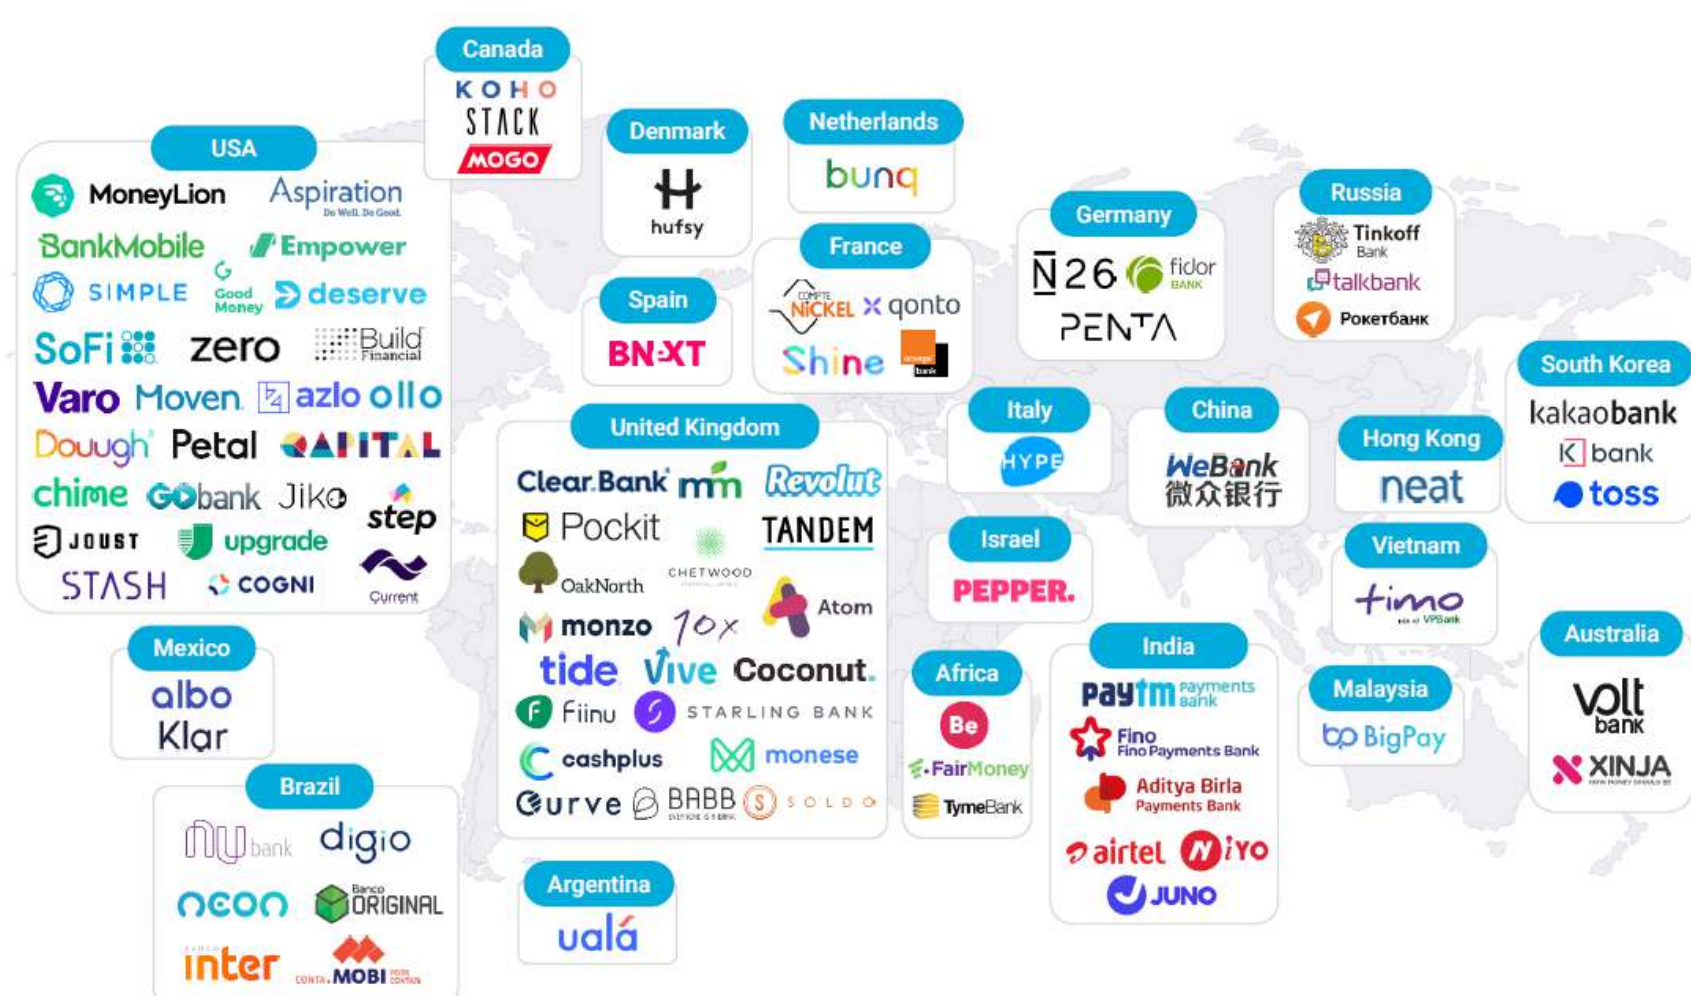 Canada
KOHO
STACK
MOGO
USA
MoneyLion
Aspiration
Do Well. Do Good.
BankMobile
Empower
SIMPLE
Good
Money
deserve
SoFi
zero
Build
Financial
Varo
Moven
azlo
ollo
Douugh
Petal
QAPITAL
chime
GObank
Jiko
step
JOUST
upgrade
STASH
COGNI
Current
Denmark
hufsy
Netherlands
bunq
Spain
BNEXT
France
COMPTE
NiCKEL
qonto
Shine
orange
bank
Germany
N26
fidor
BANK
PENTA
Russia
Tinkoff
Bank
talkbank
Рокетбанк
United Kingdom
Clear.Bank
mm
Revolut
Pockit
TANDEM
OakNorth
CHETWOOD
Atom
monzo
10x
tide
Vive
Coconut.
Fiinu
STARLING BANK
cashplus
monese
Curve
BABB
SOLDO
Italy
HYPE
China
WeBank
微众银行
Hong Kong
neat
South Korea
kakaobank
K bank
toss
Israel
PEPPER.
Vietnam
timo
VPBank
Mexico
albo
Klar
Africa
Be
FairMoney
TymeBank
India
paytm payments
BANK
Fino
Fino Payments Bank
Aditya Birla
Payments Bank
airtel
NiYO
JUNO
Malaysia
bp BigPay
Australia
volt
bank
XINJA
Brazil
nu bank
digio
neon
Banco
ORIGINAL
BANCO
inter
CONTA.MOBI
Argentina
ualá